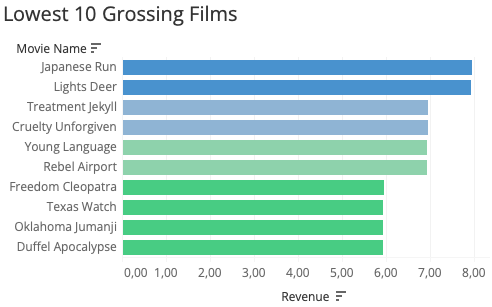 Lowest 10 Grossing Films
Movie Name
Japanese Run
Lights Deer
Treatment Jekyll
Cruelty Unforgiven
Young Language
Rebel Airport
Freedom Cleopatra
Texas Watch
Oklahoma Jumanji
Duffel Apocalypse
0,00 1,00 2,00 3,00 4,00 5,00 6,00 7,00 8,00
Revenue